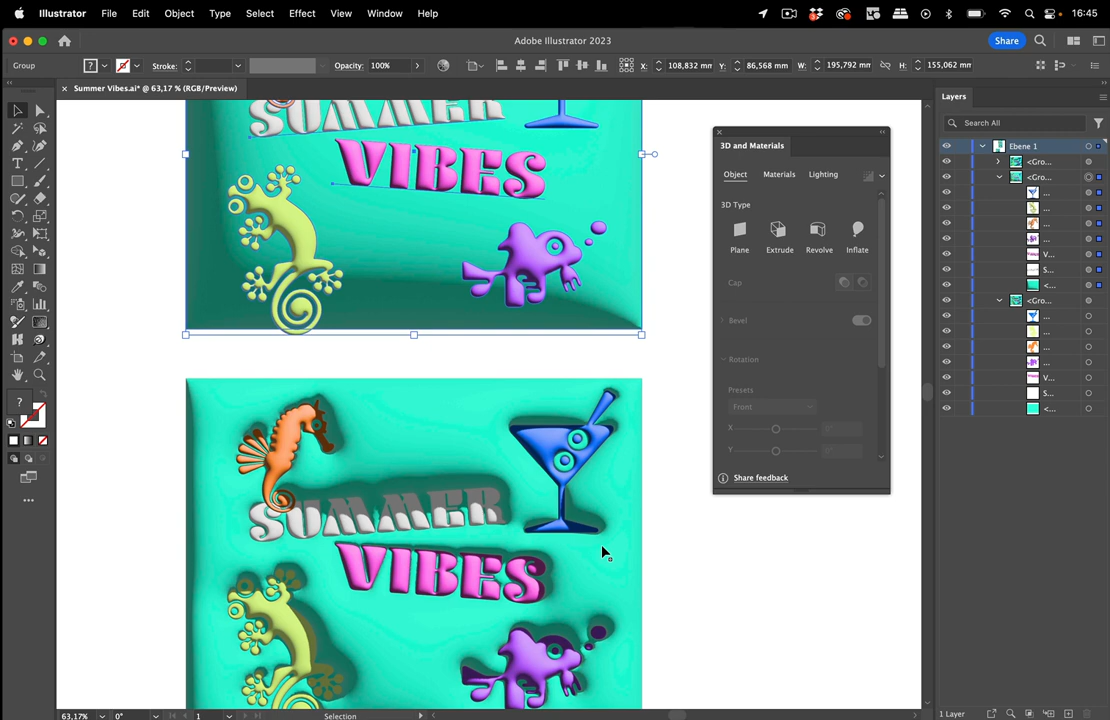 Illustrator File Edit Object Type Select Effect View Window Help 16:45
Adobe Illustrator 2023
Share
Group
?
Stroke:
Opacity: 100%
X: 108,832 mm Y: 86,568 mm W: 195,792 mm H: 155,062 mm
× Summer Vibes.ai* @ 63,17 % (RGB/Preview)
SUMMER
VIBES
SUMMER
VIBES
3D and Materials
Object Materials Lighting
3D Type
Plane Extrude Revolve Inflate
Cap
Bevel
Rotation
Presets
Front
X
Y
Share feedback
Layers
Search All
Ebene 1
<Gro...
<Gro...
...
...
...
...
V...
S...
<...
<Gro...
...
...
...
...
V...
S...
<...
?
63,17% 0° 1 Selection
1 Layer